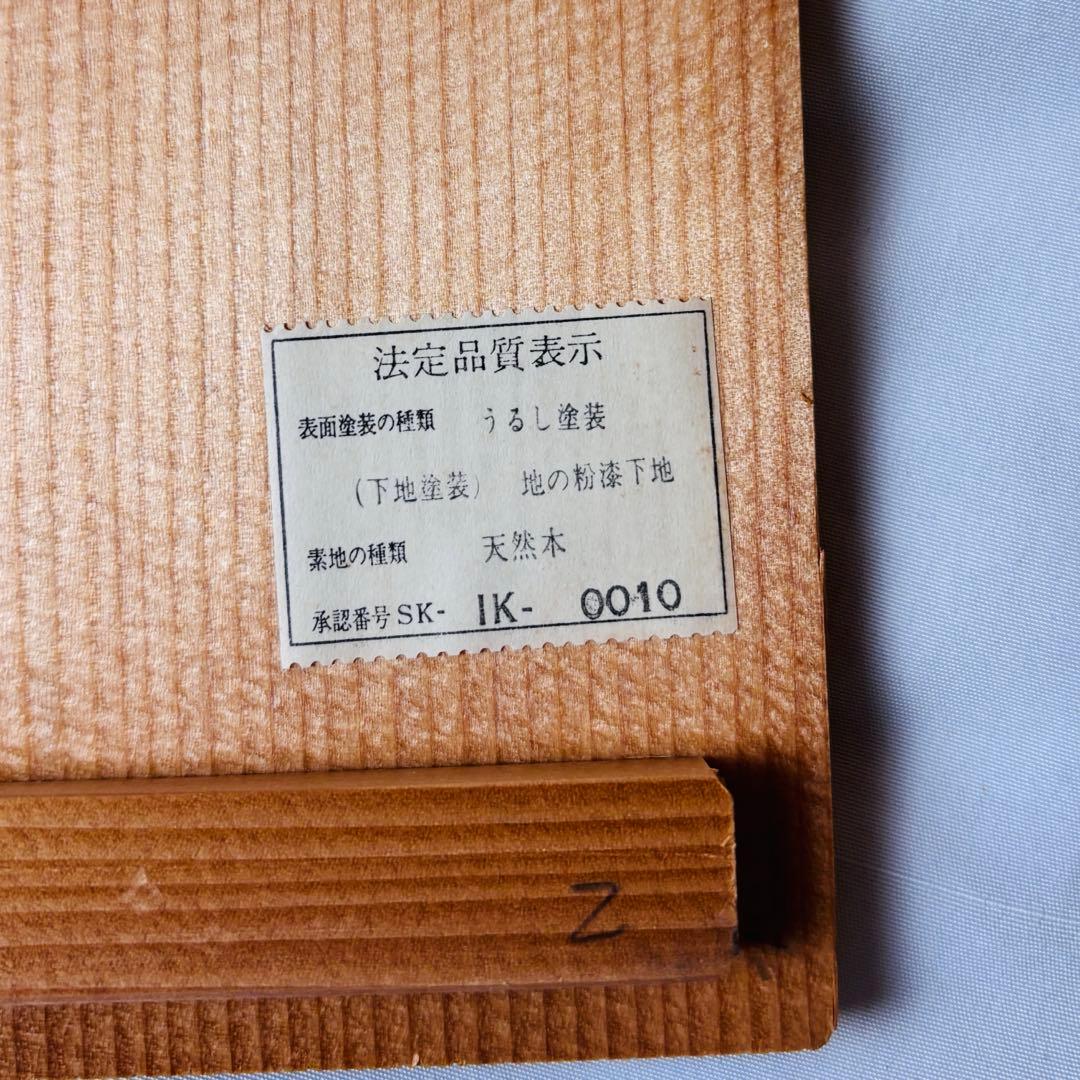 法定品質表示
表面塗装の種類 うるし塗装
(下地塗装) 地の粉漆下地
素地の種類 天然木
承認番号 SK- IK- 0010
Z